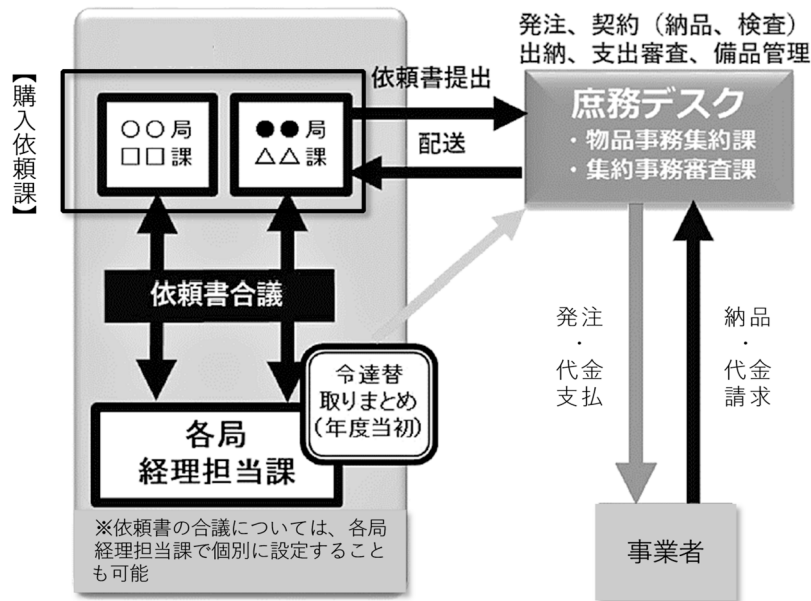 【購入依頼課】
○○局
□□課
●●局
△△課
依頼書提出
配送
発注、契約（納品、検査）
出納、支出審査、備品管理
庶務デスク
・物品事務集約課
・集約事務審査課
依頼書合議
令達替
取りまとめ
（年度当初）
各局
経理担当課
※依頼書の合議については、各局
経理担当課で個別に設定すること
も可能
発注
・
代金
支払
納品
・
代金
請求
事業者